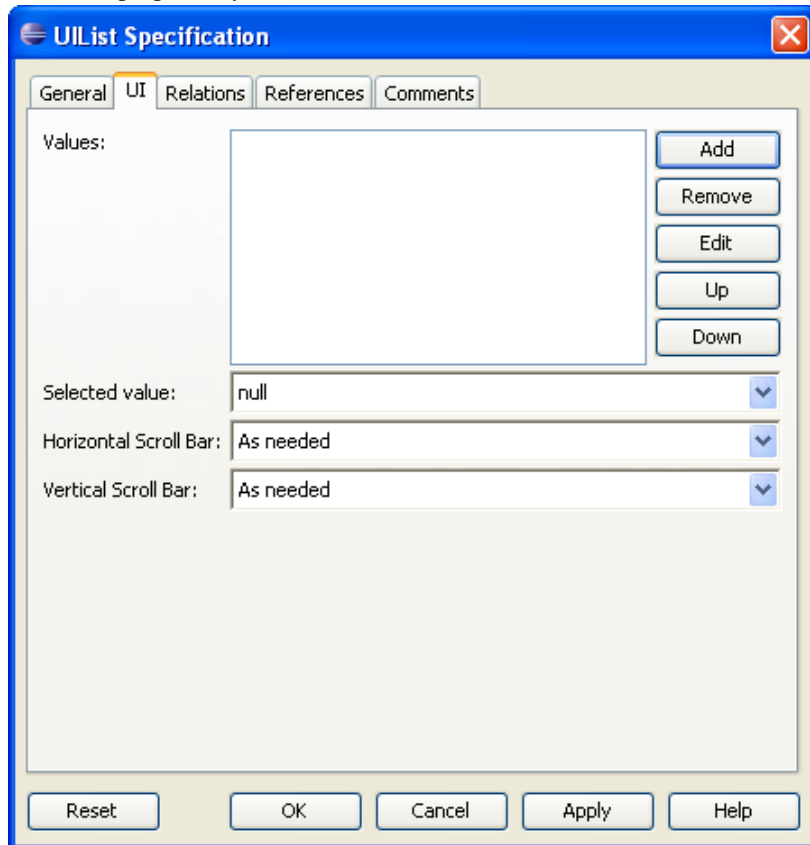 UIList Specification
General UI Relations References Comments
Values:
Add
Remove
Edit
Up
Down
Selected value: null
Horizontal Scroll Bar: As needed
Vertical Scroll Bar: As needed
Reset OK Cancel Apply Help